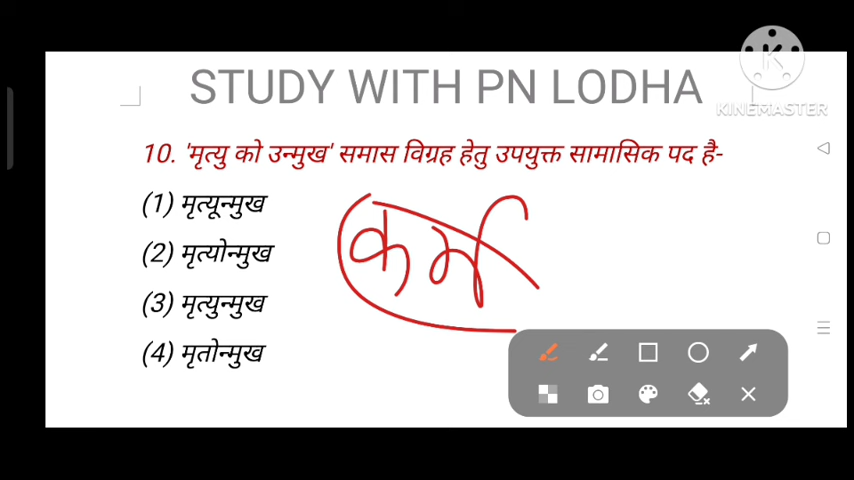 STUDY WITH PN LODHA
KINEMASTER
10. 'मृत्यु को उन्मुख' समास विग्रह हेतु उपयुक्त सामासिक पद है-
(1) मृत्यून्मुख
(2) मृत्योन्मुख
(3) मृत्युन्मुख
(4) मृतोन्मुख
कर्म